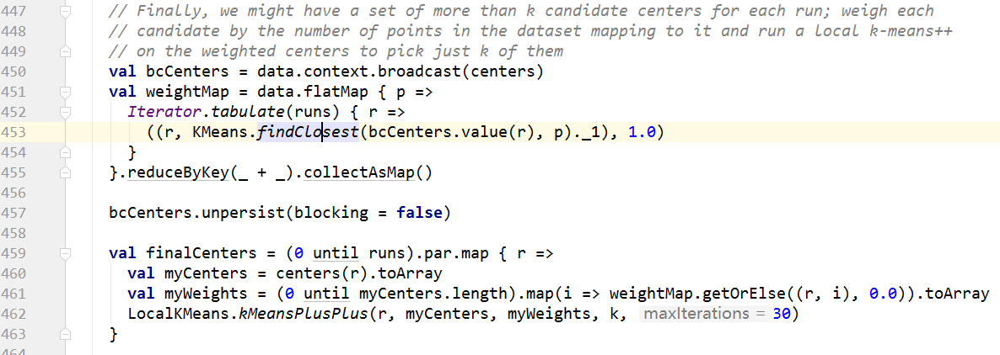 447 // Finally, we might have a set of more than k candidate centers for each run; weigh each
448 // candidate by the number of points in the dataset mapping to it and run a local k-means++
449 // on the weighted centers to pick just k of them
450 val bcCenters = data.context.broadcast(centers)
451 val weightMap = data.flatMap { p =>
452 Iterator.tabulate(runs) { r =>
453 ((r, KMeans.findClosest(bcCenters.value(r), p)._1), 1.0)
454 }
455 }.reduceByKey(_ + _).collectAsMap()
456
457 bcCenters.unpersist(blocking = false)
458
459 val finalCenters = (0 until runs).par.map { r =>
460 val myCenters = centers(r).toArray
461 val myWeights = (0 until myCenters.length).map(i => weightMap.getOrElse((r, i), 0.0)).toArray
462 LocalKMeans.kMeansPlusPlus(r, myCenters, myWeights, k, maxIterations = 30)
463 }
464